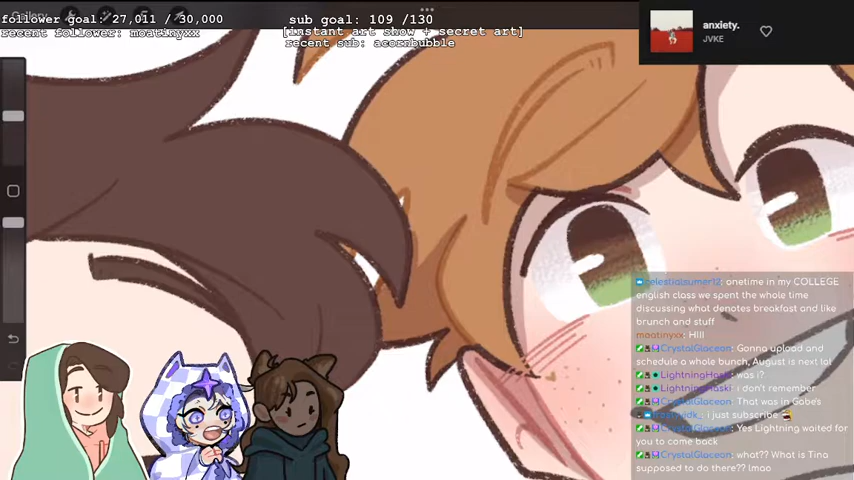 follower goal: 27,011 / 30,000
sub goal: 109 /130
recent follower: moatinyxx
[instant art show + secret art]
recent sub: acornbubble
anxiety.
JVKE
celestialsumer12: onetime in my COLLEGE
english class we spent the whole time
discussing what denotes breakfast and like
brunch and stuff
moatinyxx: HIII
CrystalGlaceon: Gonna upload and
schedule a whole bunch, August is next lol
LightningHaski: was i?
LightningHaski: i don't remember
CrystalGlaceon: That was in Gabe's
i just subscribe
CrystalGlaceon: Yes Lightning waited for
you to come back
CrystalGlaceon: what?? What is Tina
supposed to do there?? lmao